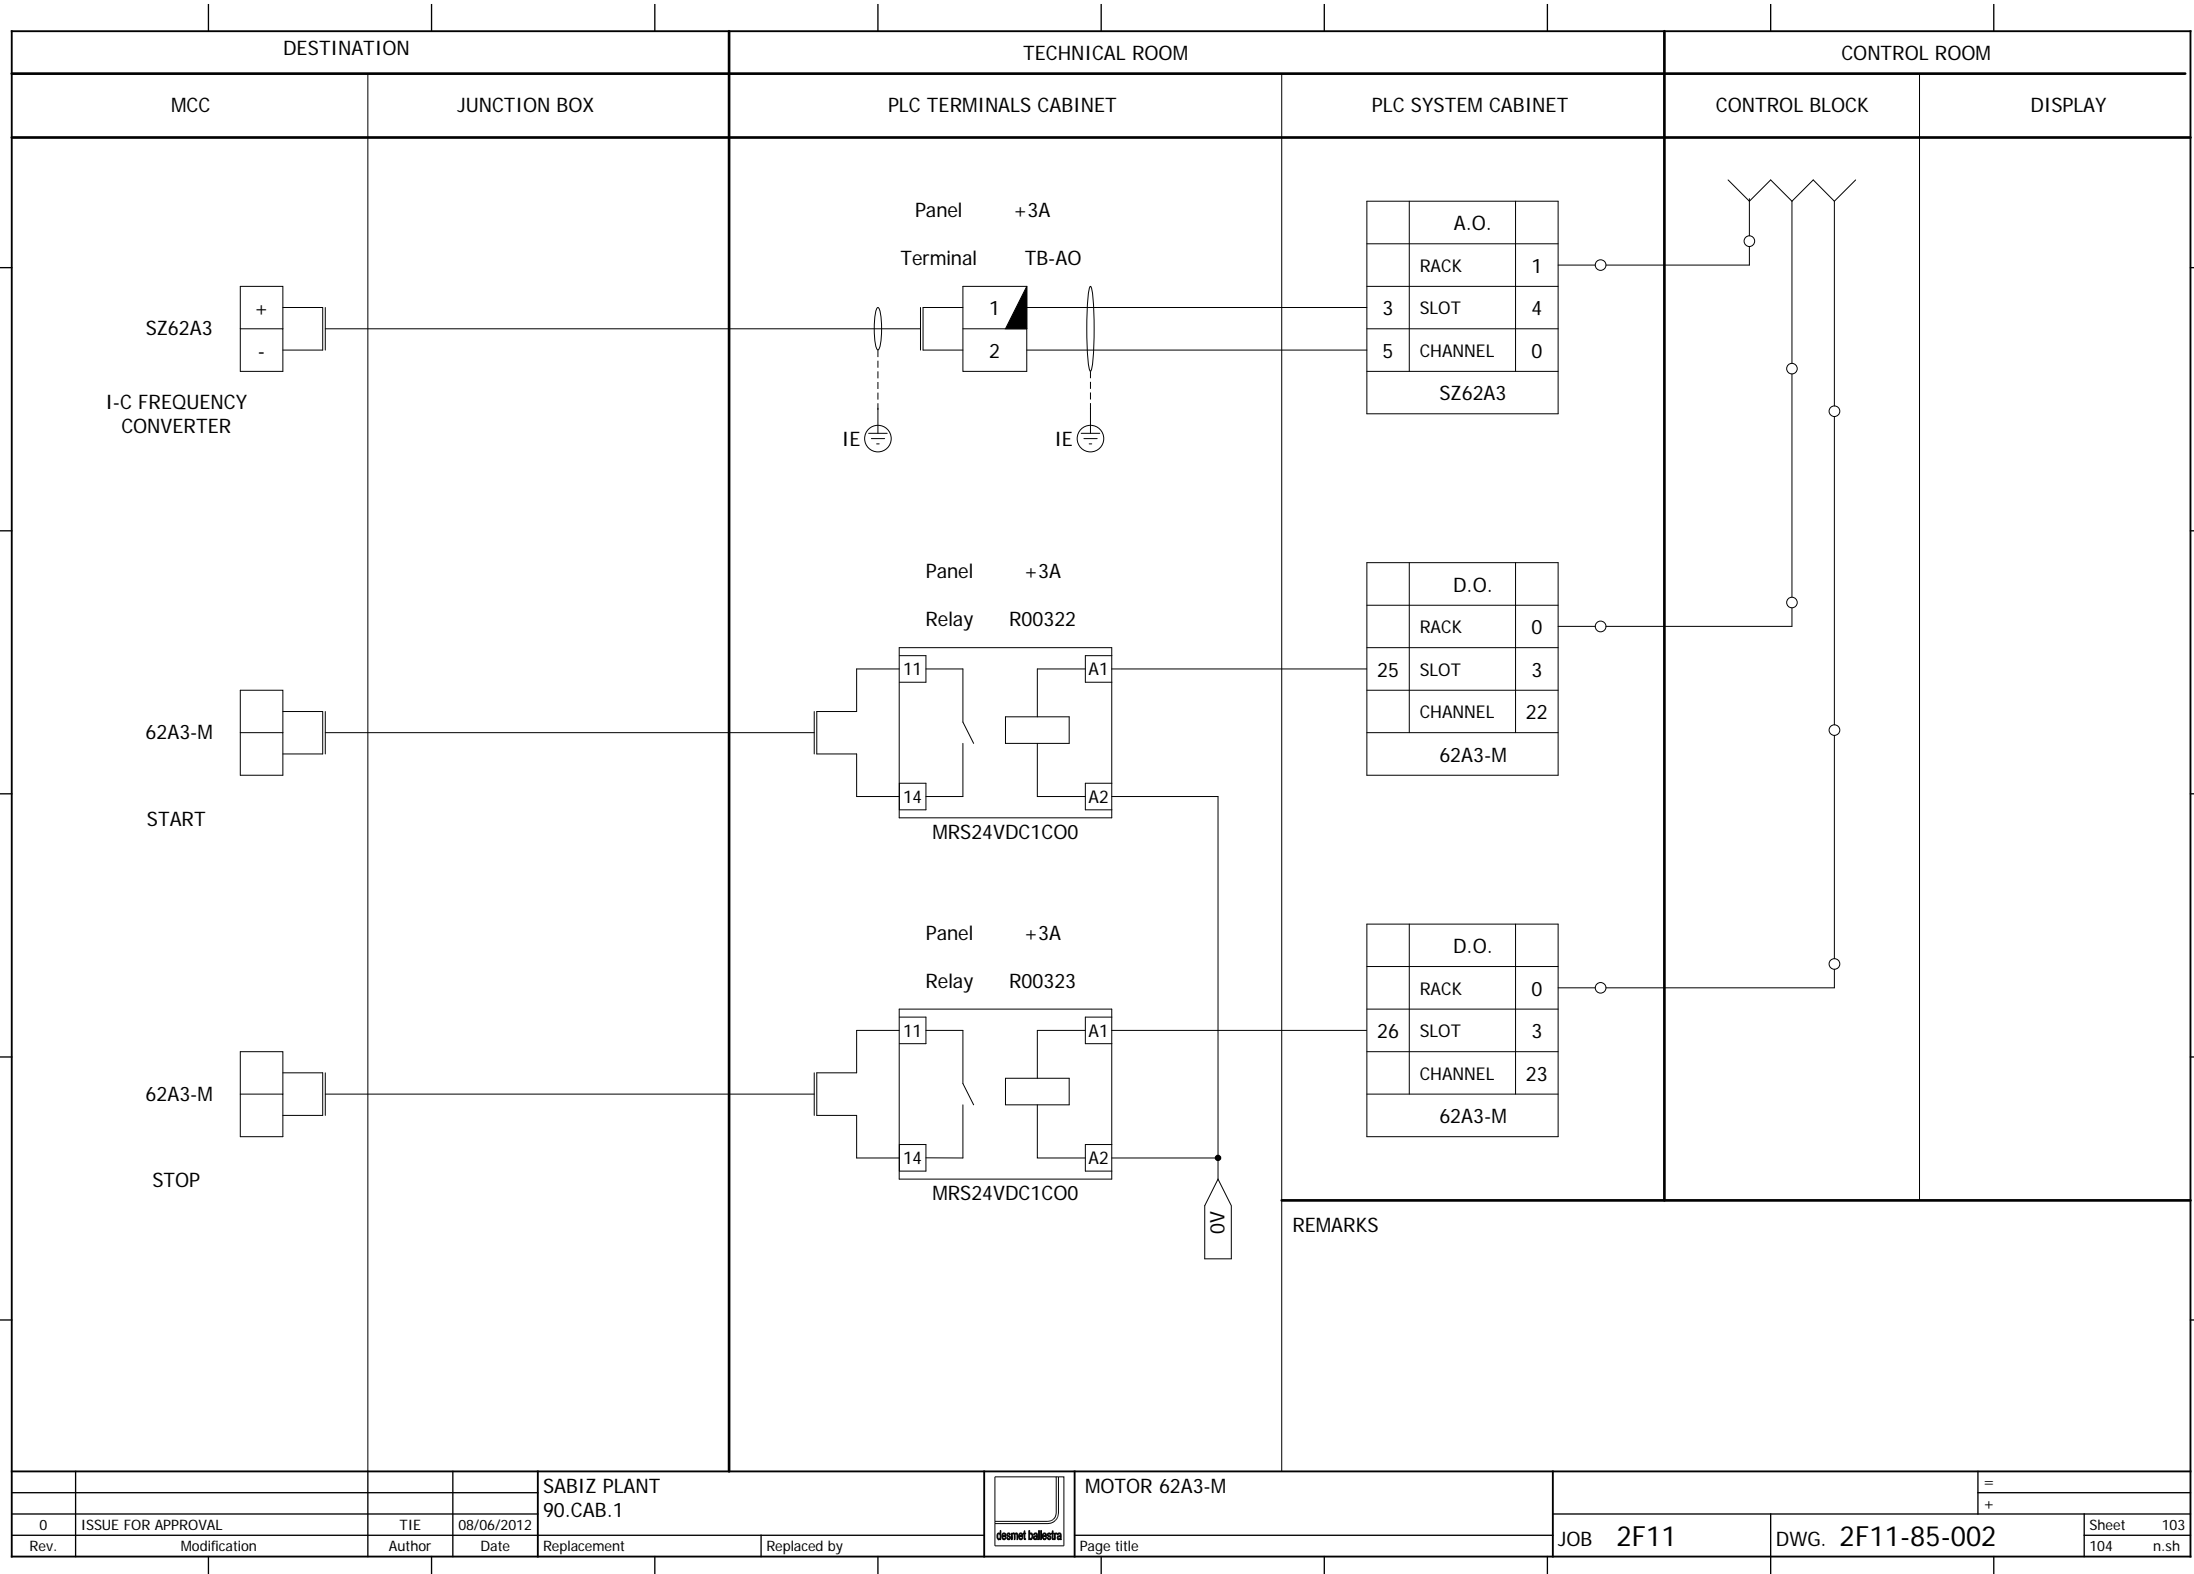 DESTINATION
TECHNICAL ROOM
CONTROL ROOM
MCC
JUNCTION BOX
PLC TERMINALS CABINET
PLC SYSTEM CABINET
CONTROL BLOCK
DISPLAY
Panel +3A
Terminal TB-AO
SZ62A3
+
-
I-C FREQUENCY
CONVERTER
1
2
IE
IE
A.O.
RACK 1
3 SLOT 4
5 CHANNEL 0
SZ62A3
Panel +3A
Relay R00322
62A3-M
START
11
A1
14
A2
MRS24VDC1CO0
D.O.
RACK 0
25 SLOT 3
CHANNEL 22
62A3-M
Panel +3A
Relay R00323
62A3-M
STOP
11
A1
14
A2
MRS24VDC1CO0
0V
D.O.
RACK 0
26 SLOT 3
CHANNEL 23
62A3-M
REMARKS
0 ISSUE FOR APPROVAL TIE 08/06/2012
Rev. Modification Author Date
SABIZ PLANT
90.CAB.1
Replacement
Replaced by
desmet ballestra
MOTOR 62A3-M
Page title
JOB 2F11
DWG. 2F11-85-002
=
+
Sheet 103
104 n.sh